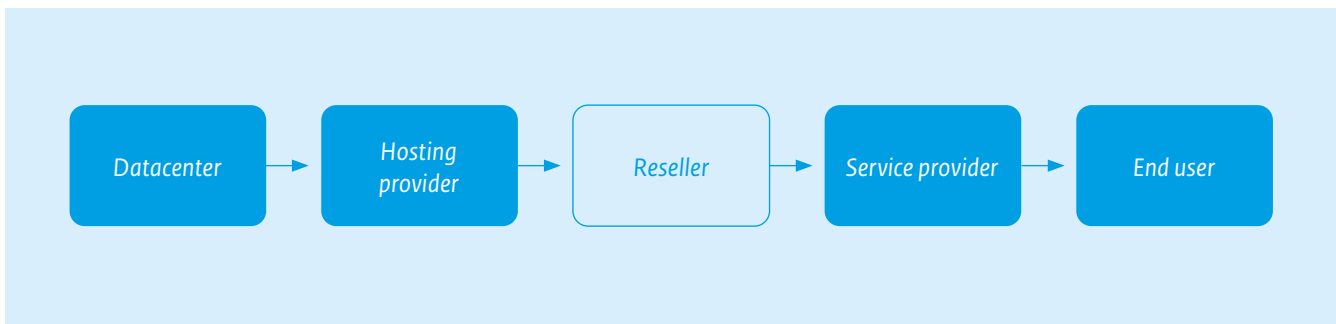 Datacenter
Hosting
provider
Reseller
Service provider
End user